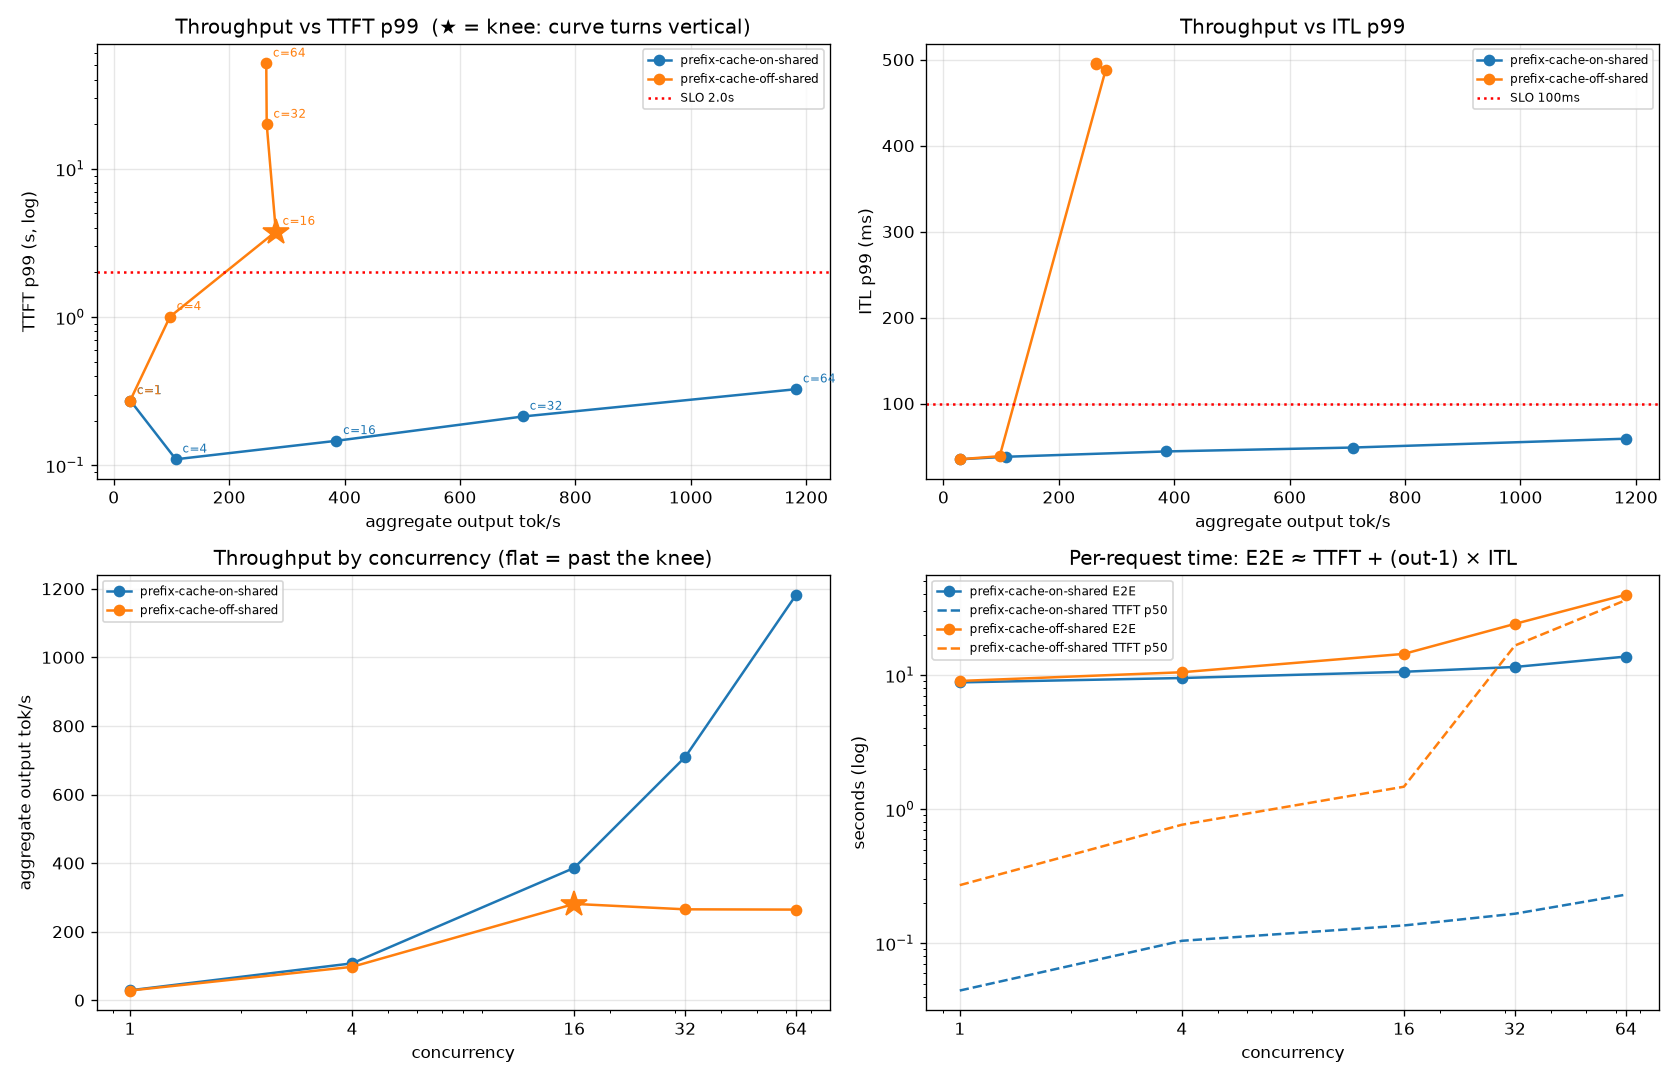 Throughput vs TTFT p99  (★ = knee: curve turns vertical)
prefix-cache-on-shared
prefix-cache-off-shared
SLO 2.0s
c=64
c=32
c=16
c=4
c=1
c=4
c=16
c=32
c=64
10¹
10⁰
10⁻¹
TTFT p99 (s, log)
0 200 400 600 800 1000 1200
aggregate output tok/s
Throughput vs ITL p99
prefix-cache-on-shared
prefix-cache-off-shared
SLO 100ms
500
400
300
200
100
ITL p99 (ms)
0 200 400 600 800 1000 1200
aggregate output tok/s
Throughput by concurrency (flat = past the knee)
prefix-cache-on-shared
prefix-cache-off-shared
1200
1000
800
600
400
200
0
aggregate output tok/s
1 4 16 32 64
concurrency
Per-request time: E2E ≈ TTFT + (out-1) × ITL
prefix-cache-on-shared E2E
prefix-cache-on-shared TTFT p50
prefix-cache-off-shared E2E
prefix-cache-off-shared TTFT p50
10¹
10⁰
10⁻¹
seconds (log)
1 4 16 32 64
concurrency